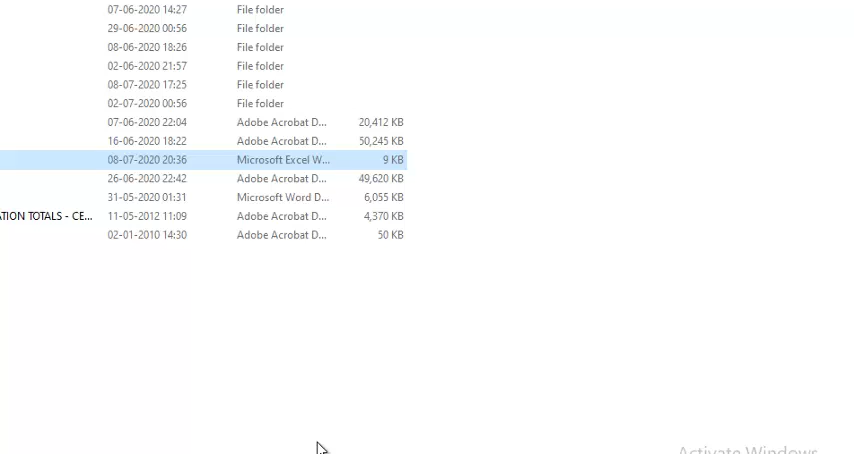 07-06-2020 14:27 File folder
29-06-2020 00:56 File folder
08-06-2020 18:26 File folder
02-06-2020 21:57 File folder
08-07-2020 17:25 File folder
02-07-2020 00:56 File folder
07-06-2020 22:04 Adobe Acrobat D... 20,412 KB
16-06-2020 18:22 Adobe Acrobat D... 50,245 KB
08-07-2020 20:36 Microsoft Excel W... 9 KB
26-06-2020 22:42 Adobe Acrobat D... 49,620 KB
31-05-2020 01:31 Microsoft Word D... 6,055 KB
ATION TOTALS - CE... 11-05-2012 11:09 Adobe Acrobat D... 4,370 KB
02-01-2010 14:30 Adobe Acrobat D... 50 KB
Activate Windows